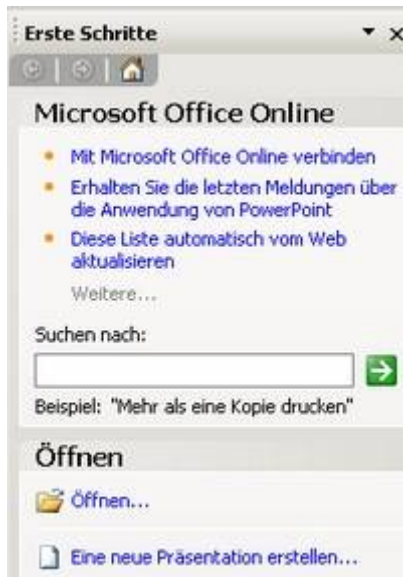 Erste Schritte
Microsoft Office Online
Mit Microsoft Office Online verbinden
Erhalten Sie die letzten Meldungen über
die Anwendung von PowerPoint
Diese Liste automatisch vom Web
aktualisieren
Weitere...
Suchen nach:
Beispiel: "Mehr als eine Kopie drucken"
Öffnen
Öffnen...
Eine neue Präsentation erstellen...